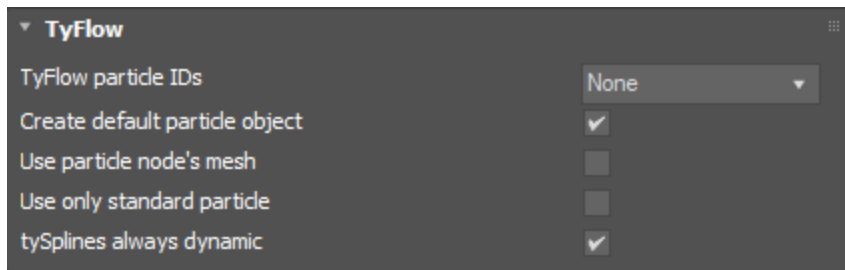 TyFlow
TyFlow particle IDs None
Create default particle object
Use particle node's mesh
Use only standard particle
tySplines always dynamic